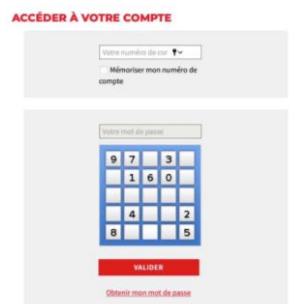 ACCÉDER À VOTRE COMPTE
Votre numéro de cor
Mémoriser mon numéro de
compte
Votre mot de passe
9 7 3
1 6 0
4 2
8 5
VALIDER
Obtenir mon mot de passe